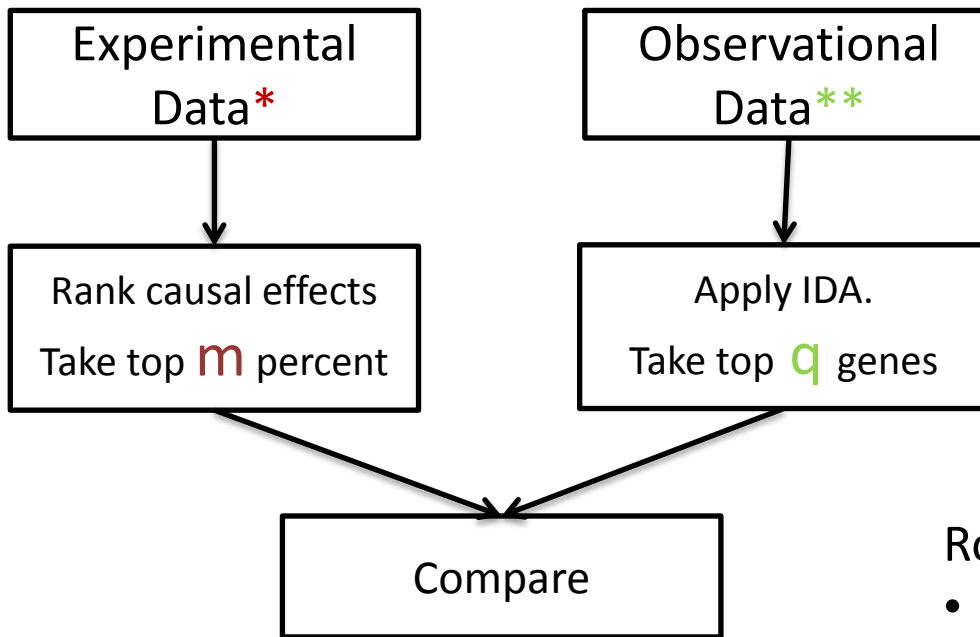 Experimental
Data*
Observational
Data**
Rank causal effects
Take top m percent
Apply IDA.
Take top q genes
Compare
•